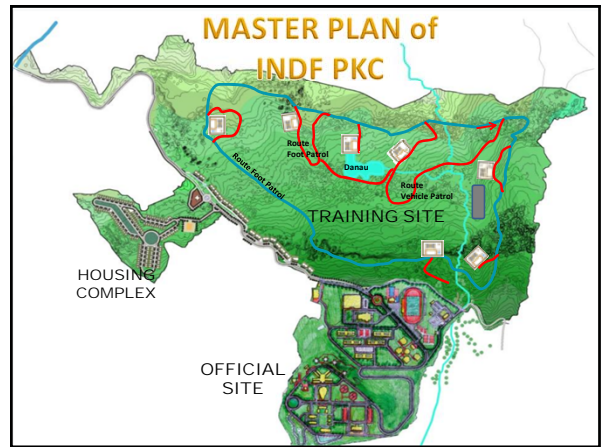 MASTER PLAN of
INDF PKC
Route
Foot Patrol
Danau
Route Foot Patrol
Route
Vehicle Patrol
TRAINING SITE
HOUSING
COMPLEX
OFFICIAL
SITE